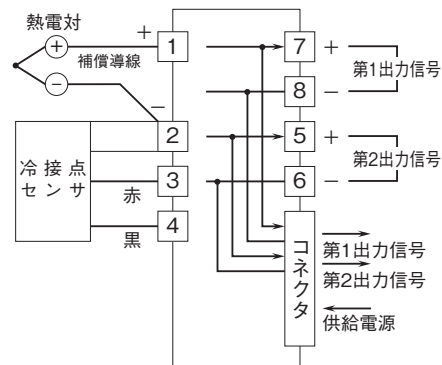 熱電対
+
+
補償導線
−
−
1
2
3
4
冷接点
センサ
赤
黒
7
+
8
−
第1出力信号
5
+
6
−
第2出力信号
コネクタ
第1出力信号
第2出力信号
供給電源